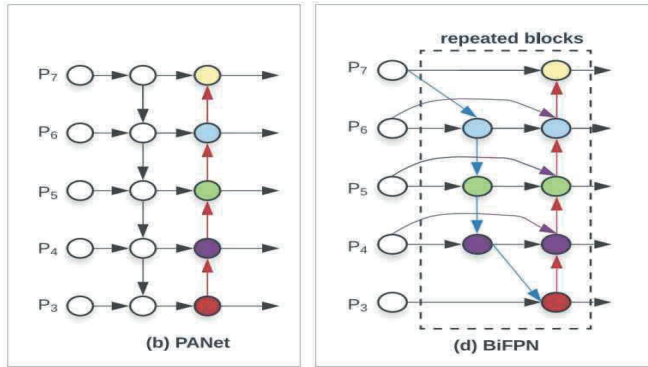 P7
P6
P5
P4
P3
(b) PANet
repeated blocks
P7
P6
P5
P4
P3
(d) BiFPN